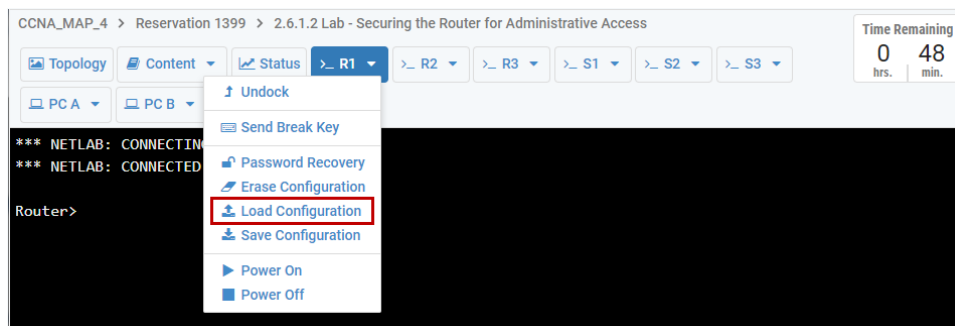 CCNA_MAP_4 > Reservation 1399 > 2.6.1.2 Lab - Securing the Router for Administrative Access
Time Remaining
0 48
hrs. min.
Topology Content Status >_ R1 >_ R2 >_ R3 >_ S1 >_ S2 >_ S3
PC A PC B
Undock
Send Break Key
Password Recovery
Erase Configuration
Load Configuration
Save Configuration
Power On
Power Off
*** NETLAB: CONNECTIN
*** NETLAB: CONNECTED
Router>